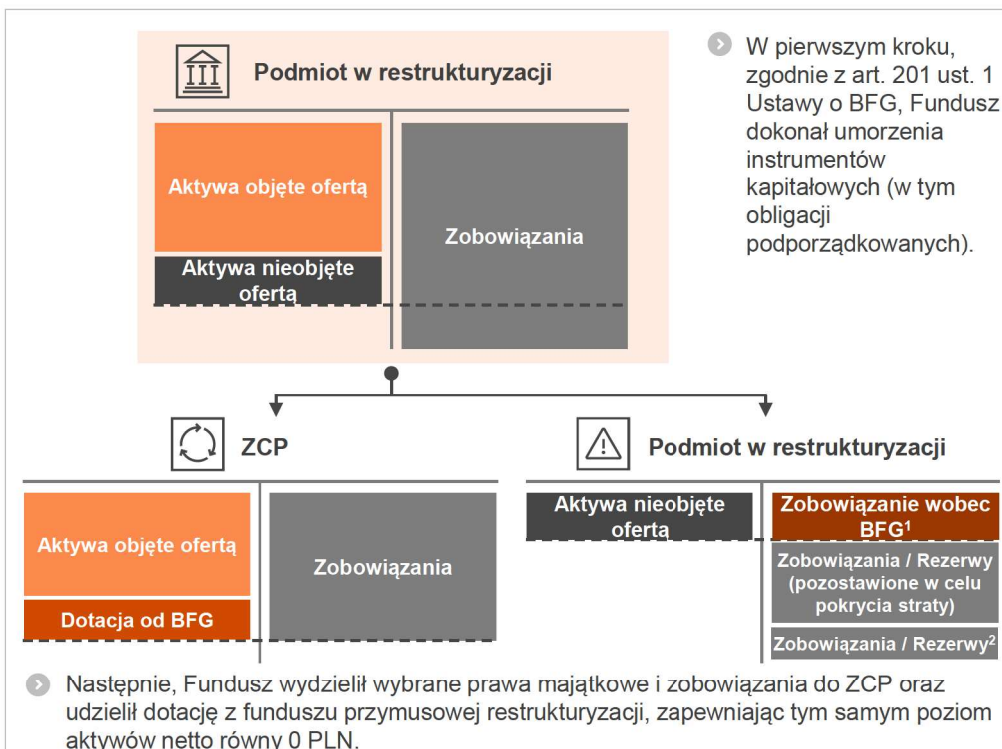 Podmiot w restrukturyzacji
Aktywa objęte ofertą
Aktywa nieobjęte
ofertą
Zobowiązania
W pierwszym kroku,
zgodnie z art. 201 ust. 1
Ustawy o BFG, Fundusz
dokonał umorzenia
instrumentów
kapitałowych (w tym
obligacji
podporządkowanych).
ZCP
Aktywa objęte ofertą
Dotacja od BFG
Zobowiązania
Podmiot w restrukturyzacji
Aktywa nieobjęte
ofertą
Zobowiązanie wobec
BFG¹
Zobowiązania / Rezerwy
(pozostawione w celu
pokrycia straty)
Zobowiązania / Rezerwy²
Następnie, Fundusz wydzielił wybrane prawa majątkowe i zobowiązania do ZCP oraz
udzielił dotację z funduszu przymusowej restrukturyzacji, zapewniając tym samym poziom
aktywów netto równy 0 PLN.